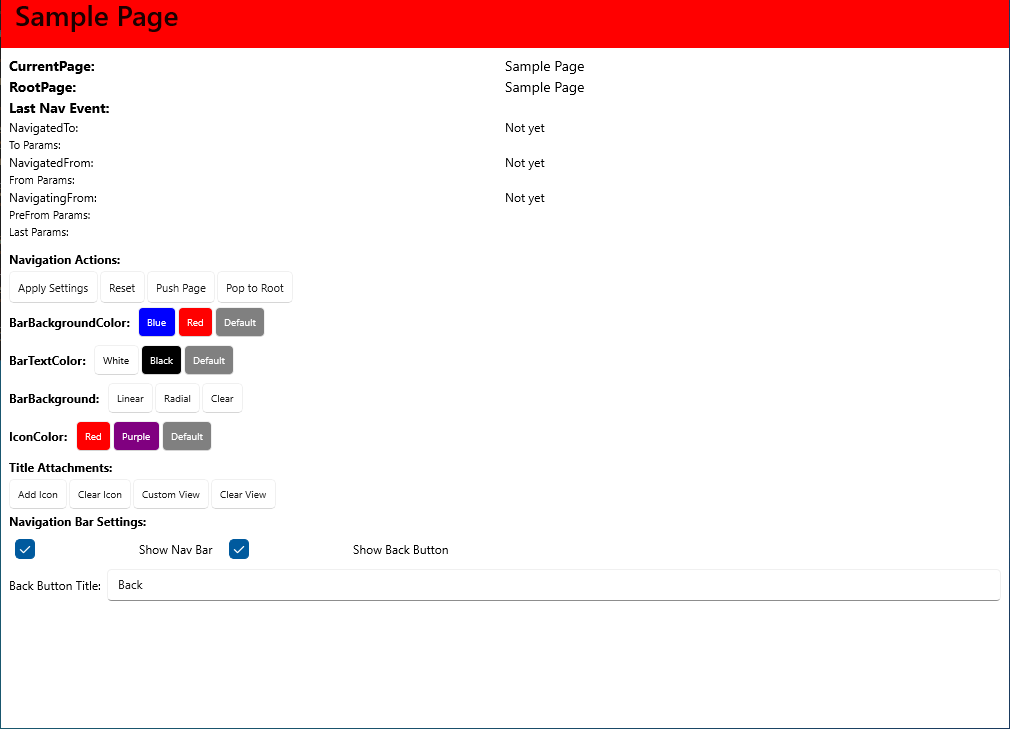 Sample Page
CurrentPage: Sample Page
RootPage: Sample Page
Last Nav Event:
NavigatedTo: Not yet
To Params:
NavigatedFrom: Not yet
From Params:
NavigatingFrom: Not yet
PreFrom Params:
Last Params:
Navigation Actions:
Apply Settings Reset Push Page Pop to Root
BarBackgroundColor: Blue Red Default
BarTextColor: White Black Default
BarBackground: Linear Radial Clear
IconColor: Red Purple Default
Title Attachments:
Add Icon Clear Icon Custom View Clear View
Navigation Bar Settings:
Show Nav Bar Show Back Button
Back Button Title: Back